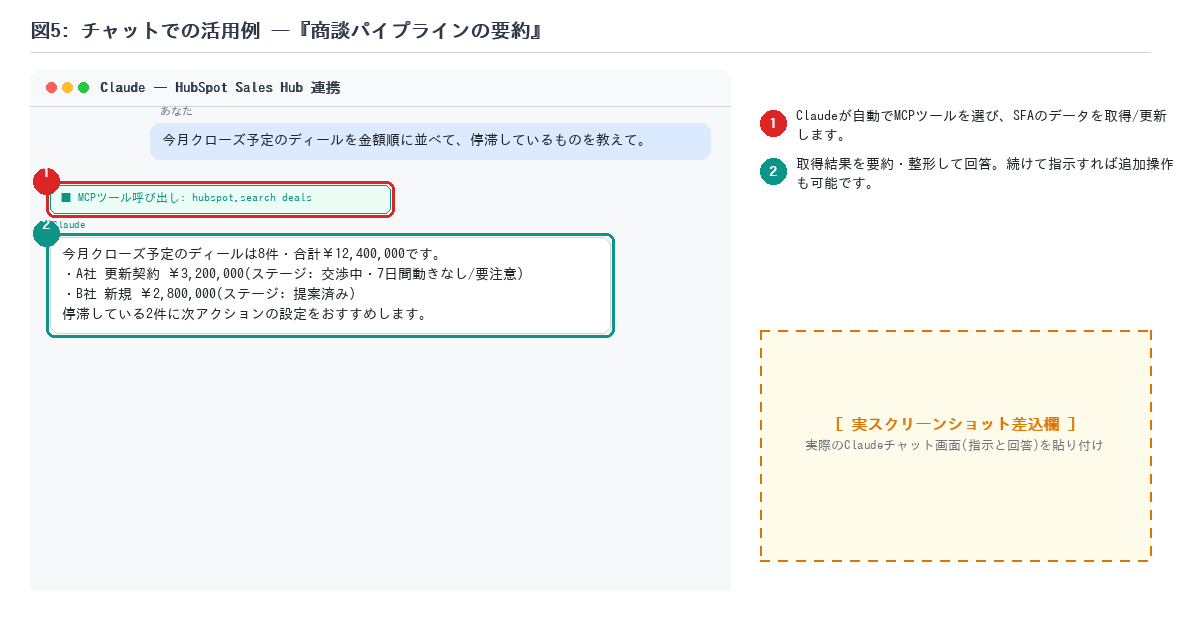 図5: チャットでの活用例 ―『商談パイプラインの要約』
Claude ― HubSpot Sales Hub 連携
あなた
今月クローズ予定のディールを金額順に並べて、停滞しているものを教えて。
1
■ MCPツール呼び出し: hubspot.search_deals
2
Claude
今月クローズ予定のディールは8件・合計¥12,400,000です。
・A社 更新契約 ¥3,200,000(ステージ: 交渉中・7日間動きなし/要注意)
・B社 新規 ¥2,800,000(ステージ: 提案済み)
停滞している2件に次アクションの設定をおすすめします。
1 Claudeが自動でMCPツールを選び、SFAのデータを取得/更新
します。
2 取得結果を要約・整形して回答。続けて指示すれば追加操作
も可能です。
[ 実スクリーンショット差込欄 ]
実際のClaudeチャット画面(指示と回答)を貼り付け